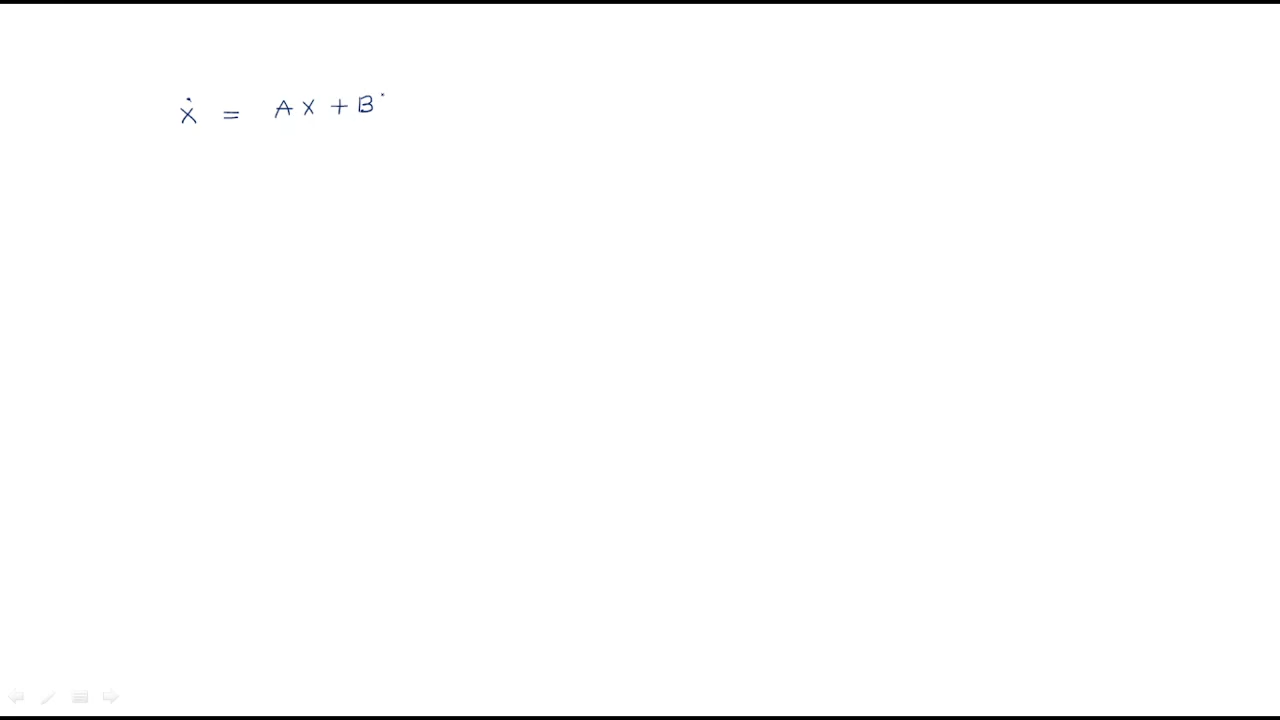 Ẋ = AX + B